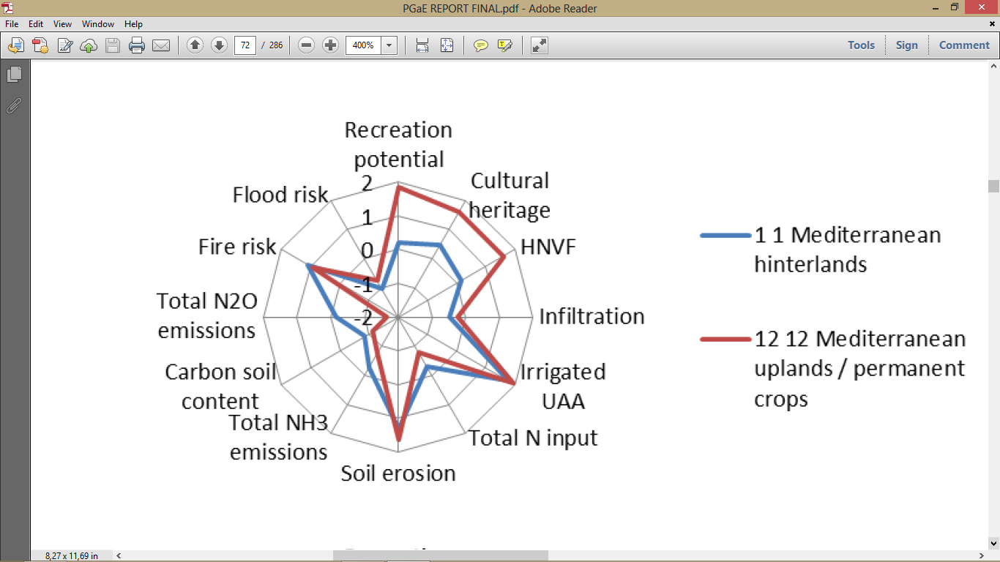 PGaE REPORT FINAL.pdf - Adobe Reader
File Edit View Window Help
72 / 286 400% Tools Sign Comment
Recreation
potential
Cultural
heritage
HNVF
Infiltration
Irrigated
UAA
Total N input
Soil erosion
Total NH3
emissions
Carbon soil
content
Total N2O
emissions
Fire risk
Flood risk
2
1
0
-1
-2
1 1 Mediterranean
hinterlands
12 12 Mediterranean
uplands / permanent
crops
8,27 x 11,69 in